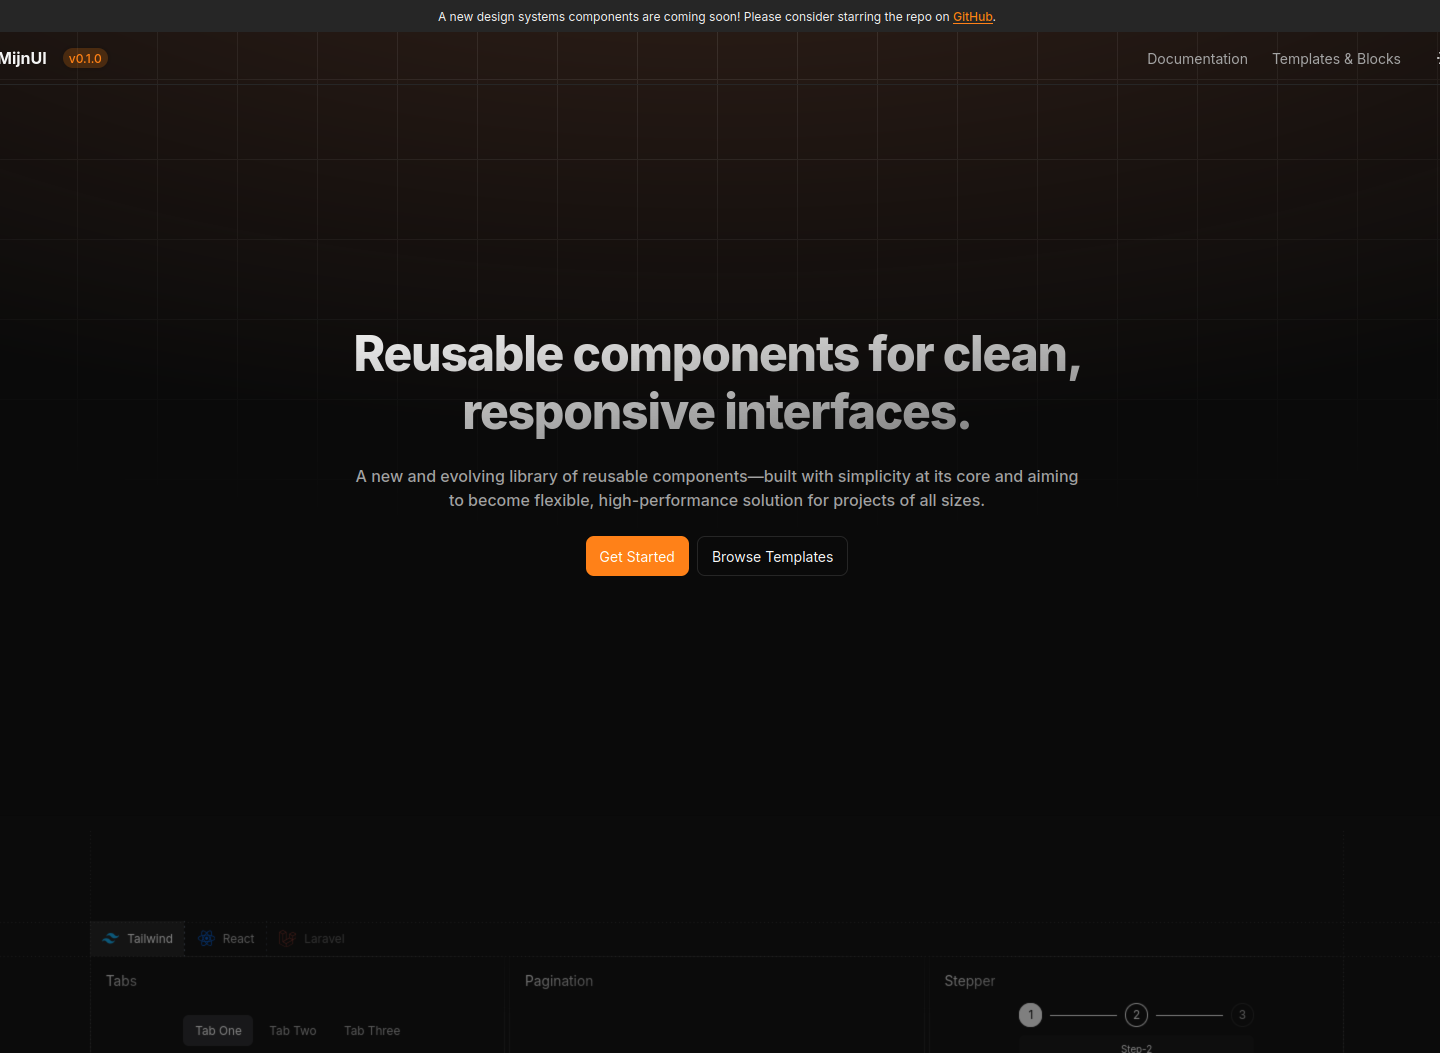 A new design systems components are coming soon! Please consider starring the repo on GitHub.
MijnUI v0.1.0 Documentation Templates & Blocks
Reusable components for clean,
responsive interfaces.
A new and evolving library of reusable components—built with simplicity at its core and aiming
to become flexible, high-performance solution for projects of all sizes.
Get Started Browse Templates
Tailwind React Laravel
Tabs Pagination Stepper
1 2 3
Tab One Tab Two Tab Three
Step-2